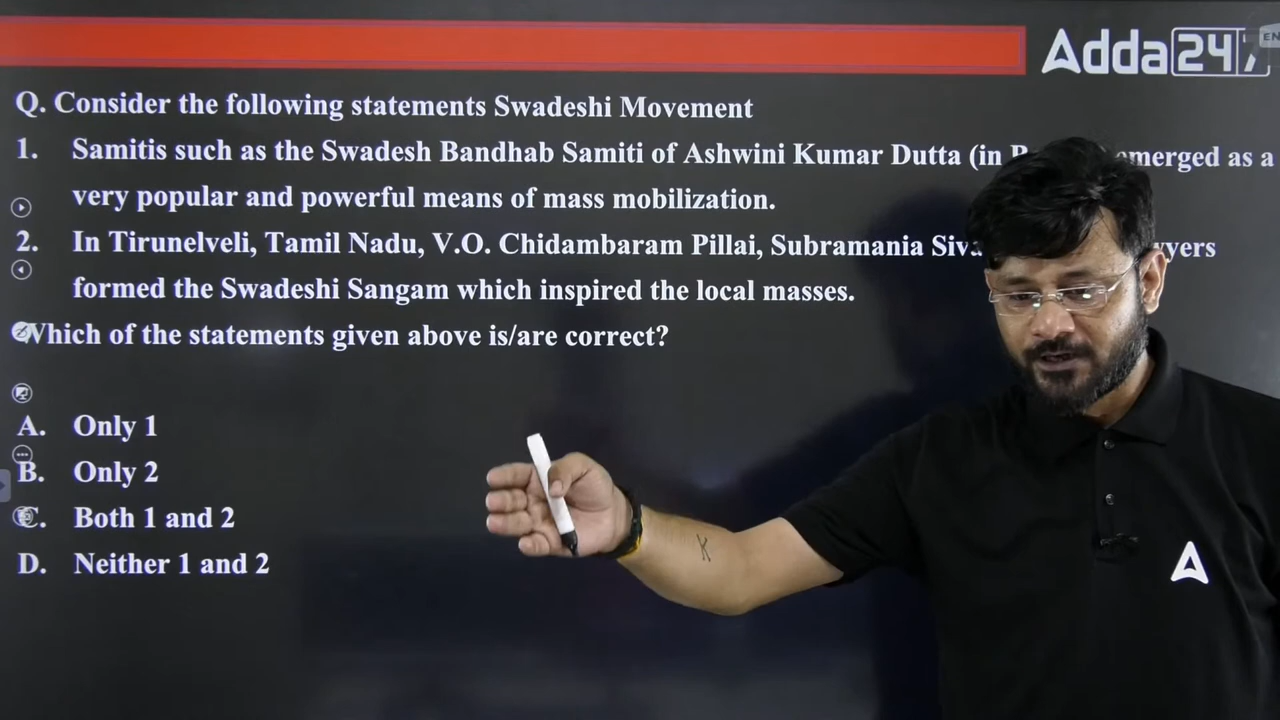 Adda 247
EN
Q. Consider the following statements Swadeshi Movement
1. Samitis such as the Swadesh Bandhab Samiti of Ashwini Kumar Dutta (in emerged as a
very popular and powerful means of mass mobilization.
2. In Tirunelveli, Tamil Nadu, V.O. Chidambaram Pillai, Subramania
formed the Swadeshi Sangam which inspired the local masses.
Which of the statements given above is/are correct?
A. Only 1
B. Only 2
C. Both 1 and 2
D. Neither 1 and 2